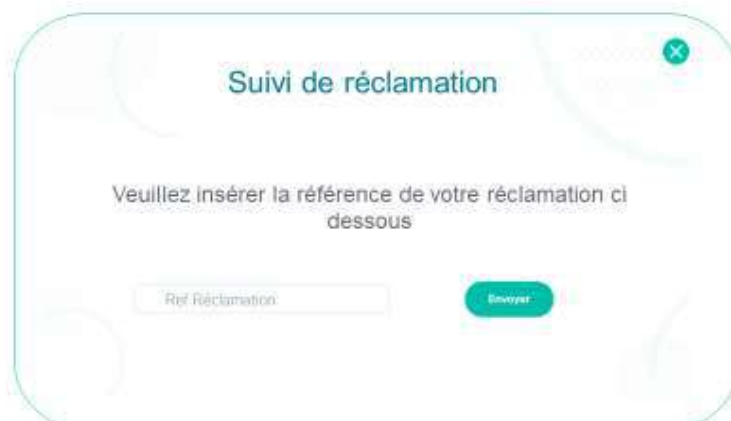 Suivi de réclamation
Veuillez insérer la référence de votre réclamation ci
dessous
Ref Réclamation
Envoyer